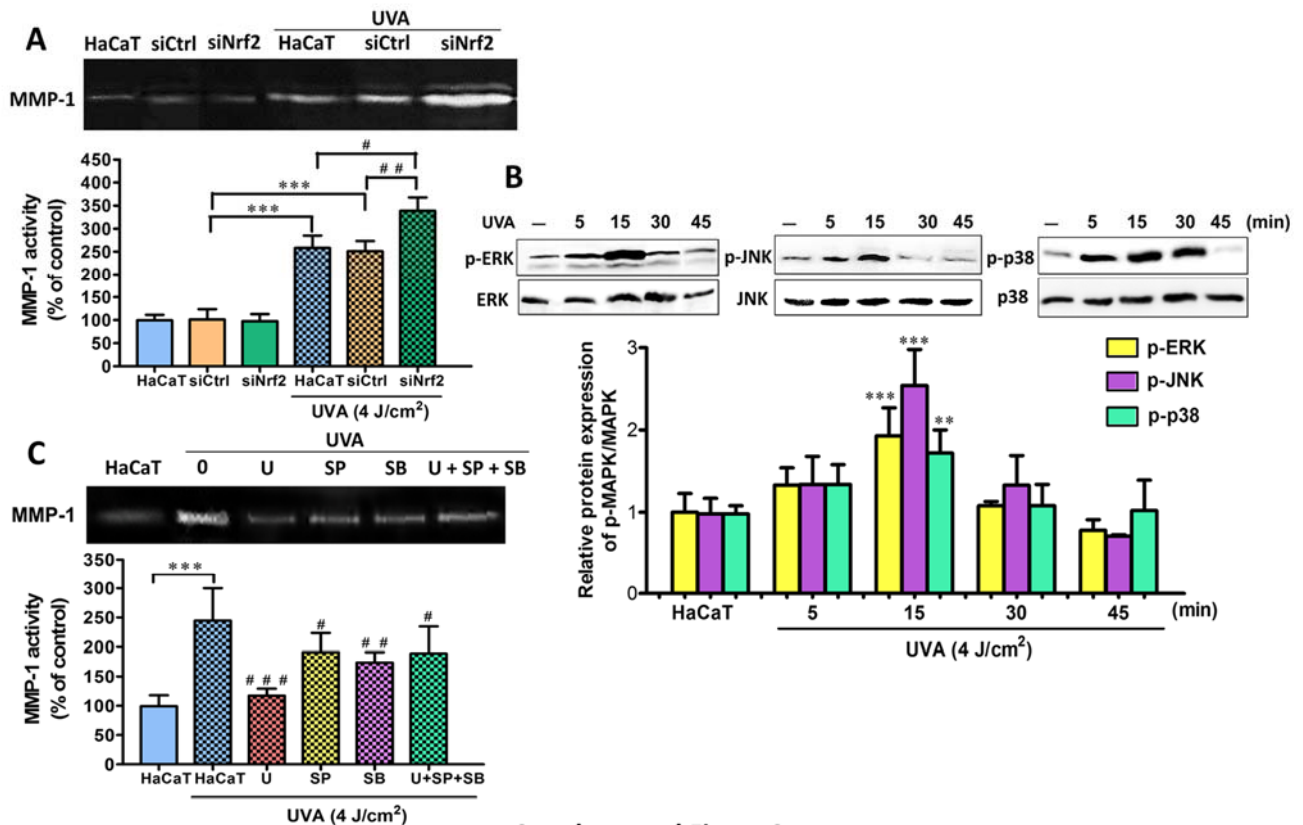 A
UVA
HaCaT siCtrl siNrf2 HaCaT siCtrl siNrf2
MMP-1
MMP-1 activity
(% of control)
450
400
350
300
250
200
150
100
50
0
***
***
#
# #
HaCaT siCtrl siNrf2 HaCaT siCtrl siNrf2
UVA (4 J/cm²)
B
UVA — 5 15 30 45 — 5 15 30 45 — 5 15 30 45 (min)
p-ERK p-JNK p-p38
ERK JNK p38
Relative protein expression
of p-MAPK/MAPK
3
2
1
0
***
***
**
p-ERK
p-JNK
p-p38
HaCaT 5 15 30 45 (min)
UVA (4 J/cm²)
C
UVA
HaCaT 0 U SP SB U + SP + SB
MMP-1
MMP-1 activity
(% of control)
350
300
250
200
150
100
50
0
***
# # #
#
# #
#
HaCaT HaCaT U SP SB U+SP+SB
UVA (4 J/cm²)